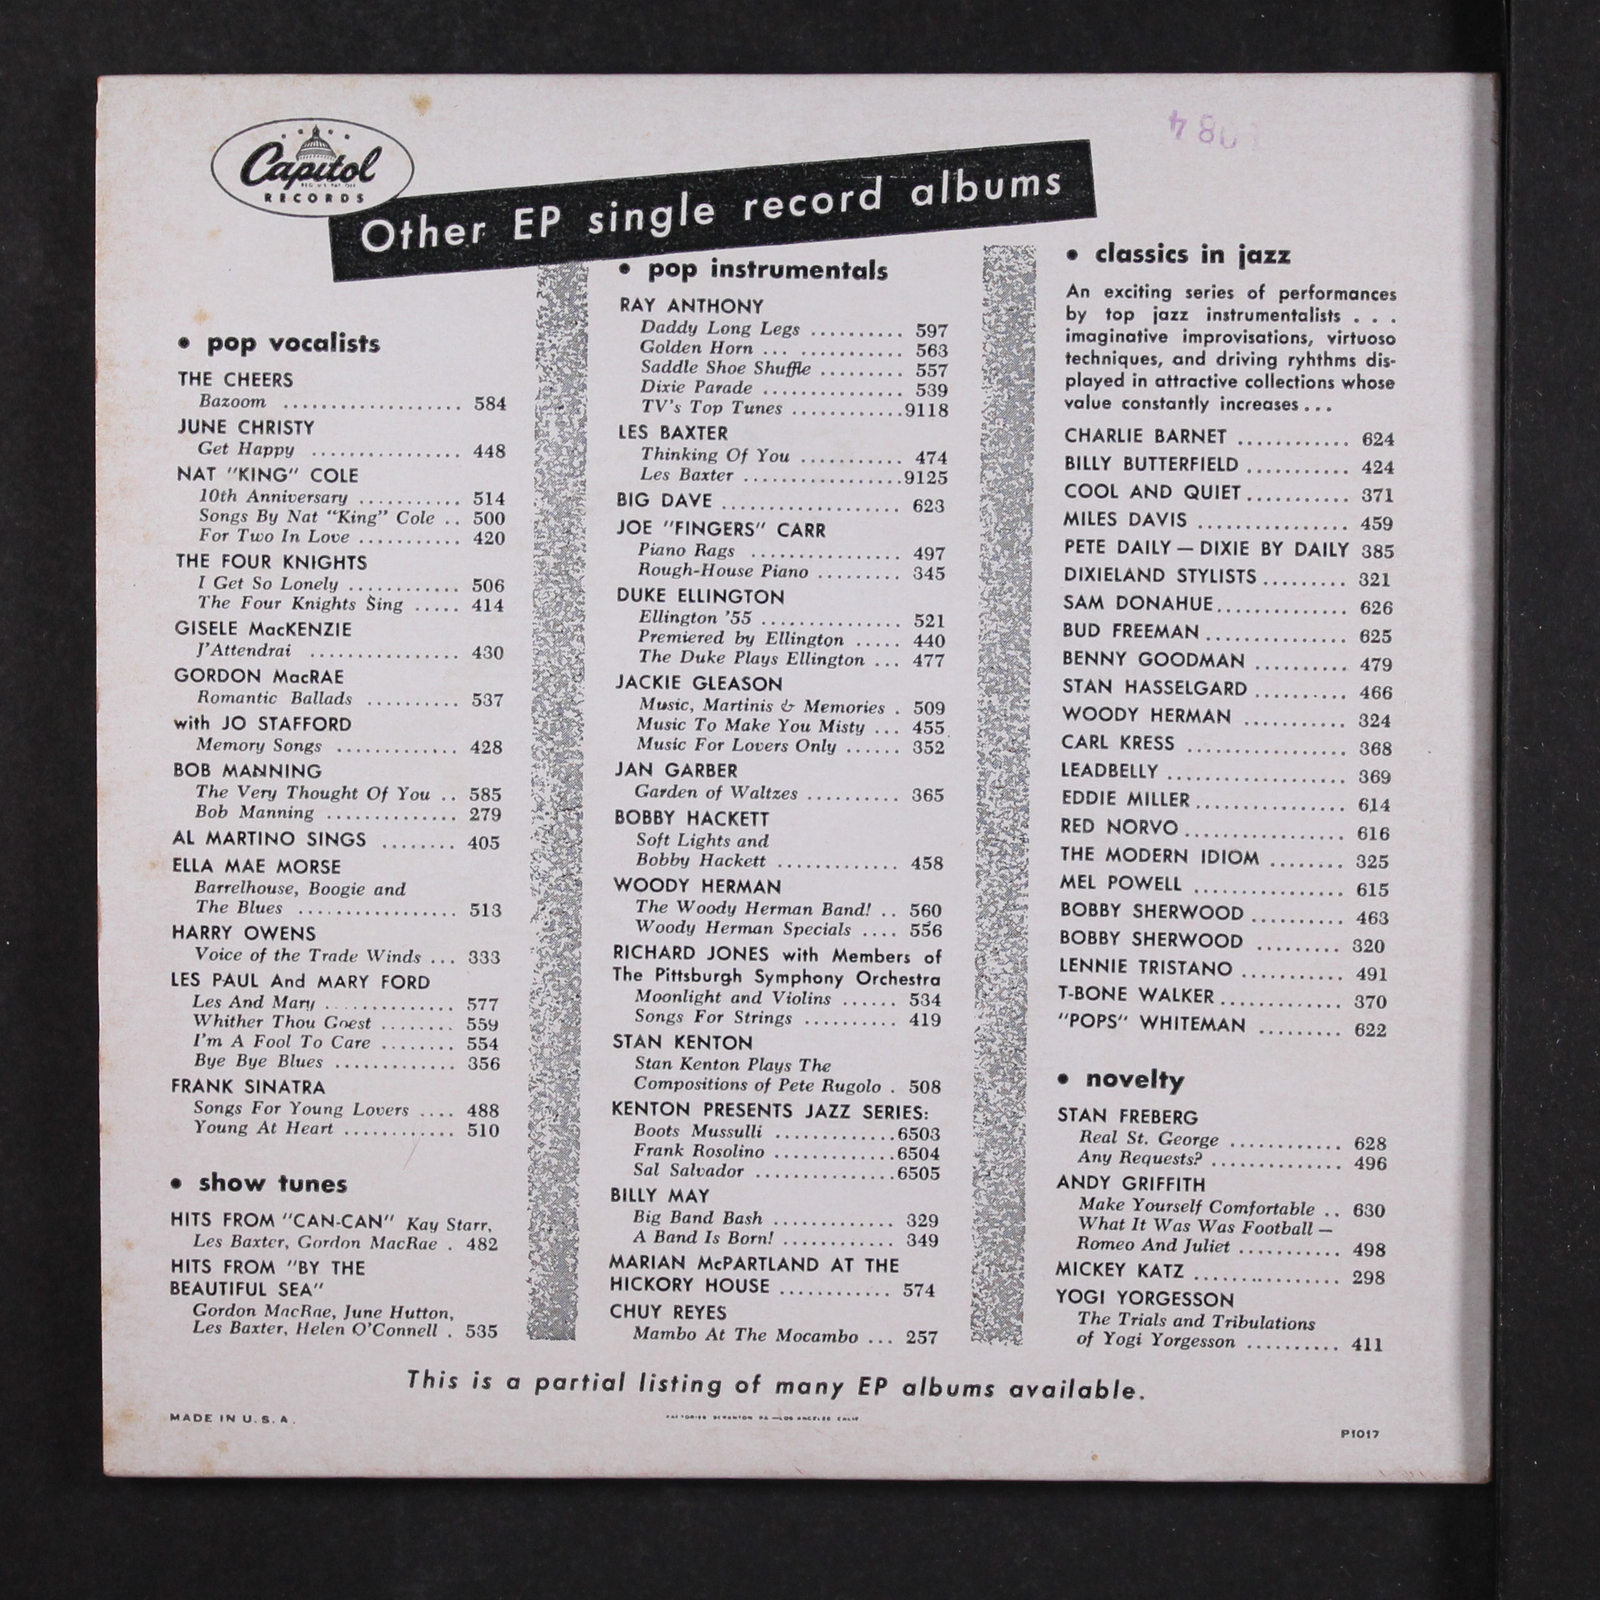 Capitol
RECORDS
Other EP single record albums
• pop vocalists
THE CHEERS
Bazoom ................... 584
JUNE CHRISTY
Get Happy ................ 448
NAT "KING" COLE
10th Anniversary ........... 514
Songs By Nat "King" Cole .. 500
For Two In Love ........... 420
THE FOUR KNIGHTS
I Get So Lonely ............ 506
The Four Knights Sing ..... 414
GISELE MacKENZIE
J'Attendrai ................ 430
GORDON MacRAE
Romantic Ballads .......... 537
with JO STAFFORD
Memory Songs ............. 428
BOB MANNING
The Very Thought Of You .. 585
Bob Manning .............. 279
AL MARTINO SINGS ........ 405
ELLA MAE MORSE
Barrelhouse, Boogie and
The Blues ................. 513
HARRY OWENS
Voice of the Trade Winds ... 333
LES PAUL And MARY FORD
Les And Mary .............. 577
Whither Thou Goest ........ 559
I'm A Fool To Care ........ 554
Bye Bye Blues ............. 356
FRANK SINATRA
Songs For Young Lovers .... 488
Young At Heart ............ 510
• show tunes
HITS FROM "CAN-CAN" Kay Starr,
Les Baxter, Gordon MacRae . 482
HITS FROM "BY THE
BEAUTIFUL SEA"
Gordon MacRae, June Hutton,
Les Baxter, Helen O'Connell . 535
• pop instrumentals
RAY ANTHONY
Daddy Long Legs .......... 597
Golden Horn ... ........... 563
Saddle Shoe Shuffle ......... 557
Dixie Parade ............... 539
TV's Top Tunes ............9118
LES BAXTER
Thinking Of You ........... 474
Les Baxter .................9125
BIG DAVE ................... 623
JOE "FINGERS" CARR
Piano Rags ................ 497
Rough-House Piano ......... 345
DUKE ELLINGTON
Ellington '55 ............... 521
Premiered by Ellington ..... 440
The Duke Plays Ellington ... 477
JACKIE GLEASON
Music, Martinis & Memories . 509
Music To Make You Misty ... 455
Music For Lovers Only ...... 352
JAN GARBER
Garden of Waltzes .......... 365
BOBBY HACKETT
Soft Lights and
Bobby Hackett ............. 458
WOODY HERMAN
The Woody Herman Band! .. 560
Woody Herman Specials .... 556
RICHARD JONES with Members of
The Pittsburgh Symphony Orchestra
Moonlight and Violins ...... 534
Songs For Strings .......... 419
STAN KENTON
Stan Kenton Plays The
Compositions of Pete Rugolo . 508
KENTON PRESENTS JAZZ SERIES:
Boots Mussulli .............6503
Frank Rosolino .............6504
Sal Salvador ...............6505
BILLY MAY
Big Band Bash ............. 329
A Band Is Born! ............ 349
MARIAN McPARTLAND AT THE
HICKORY HOUSE ............ 574
CHUY REYES
Mambo At The Mocambo ... 257
• classics in jazz
An exciting series of performances
by top jazz instrumentalists . . .
imaginative improvisations, virtuoso
techniques, and driving ryhthms dis-
played in attractive collections whose
value constantly increases ...
CHARLIE BARNET ............ 624
BILLY BUTTERFIELD ........... 424
COOL AND QUIET........... 371
MILES DAVIS ................ 459
PETE DAILY — DIXIE BY DAILY 385
DIXIELAND STYLISTS......... 321
SAM DONAHUE.............. 626
BUD FREEMAN ............... 625
BENNY GOODMAN .......... 479
STAN HASSELGARD .......... 466
WOODY HERMAN ........... 324
CARL KRESS ................. 368
LEADBELLY ................... 369
EDDIE MILLER ................ 614
RED NORVO ................. 616
THE MODERN IDIOM ........ 325
MEL POWELL ................ 615
BOBBY SHERWOOD .......... 463
BOBBY SHERWOOD ......... 320
LENNIE TRISTANO ........... 491
T-BONE WALKER ............. 370
"POPS" WHITEMAN ......... 622
• novelty
STAN FREBERG
Real St. George ............ 628
Any Requests? .............. 496
ANDY GRIFFITH
Make Yourself Comfortable .. 630
What It Was Was Football —
Romeo And Juliet ........... 498
MICKEY KATZ ................ 298
YOGI YORGESSON
The Trials and Tribulations
of Yogi Yorgesson .......... 411
This is a partial listing of many EP albums available.
MADE IN U.S.A.
FACTORIES SCRANTON PA — LOS ANGELES CALIF
P1017